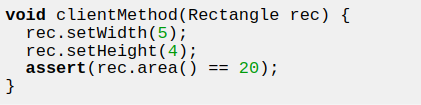 void clientMethod(Rectangle rec) {
  rec.setWidth(5);
  rec.setHeight(4);
  assert(rec.area() == 20);
}